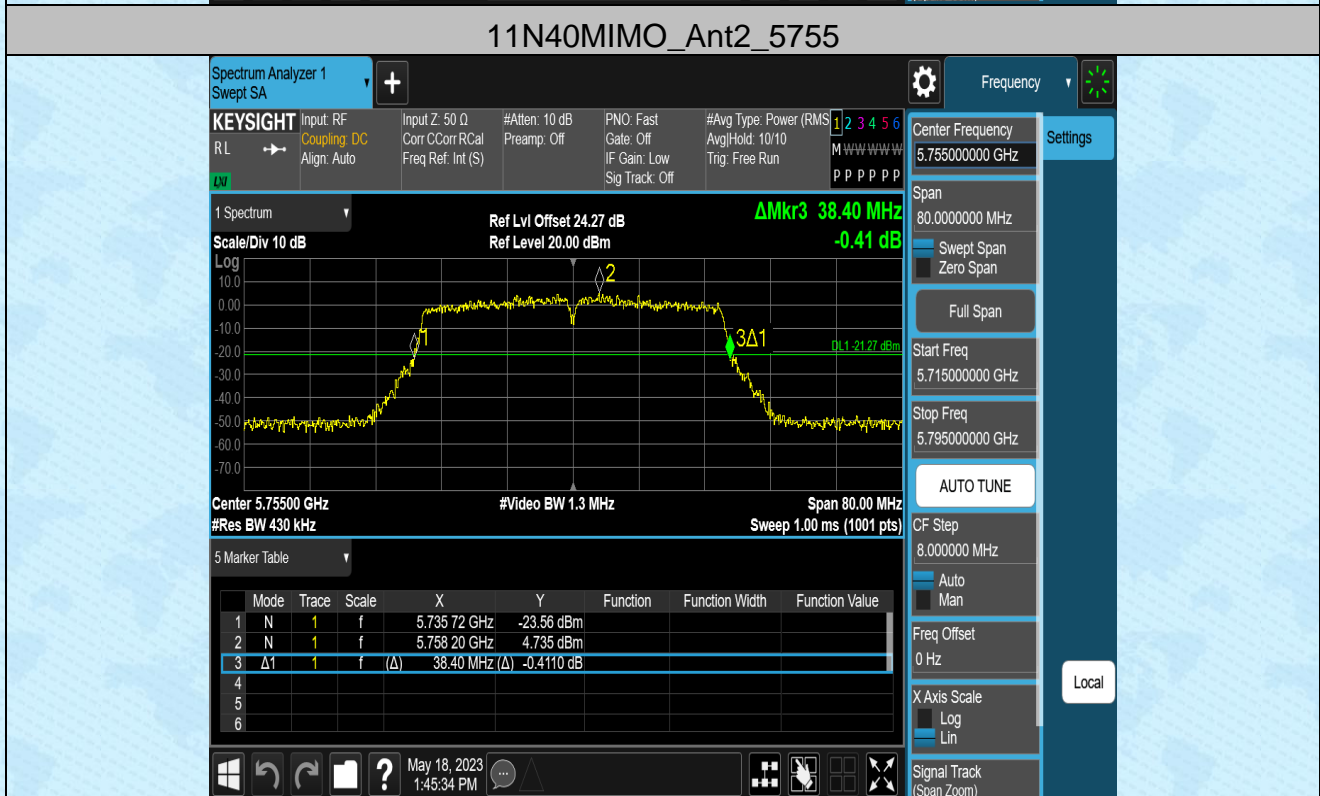 11N40MIMO_Ant2_5755
Spectrum Analyzer 1
Swept SA
+
Frequency
KEYSIGHT
RL
LXI
Input: RF
Coupling: DC
Align: Auto
Input Z: 50 Ω
Corr CCorr RCal
Freq Ref: Int (S)
#Atten: 10 dB
Preamp: Off
PNO: Fast
Gate: Off
IF Gain: Low
Sig Track: Off
#Avg Type: Power (RMS
Avg|Hold: 10/10
Trig: Free Run
1 2 3 4 5 6
M W W W W W
P P P P P P
1 Spectrum
Scale/Div 10 dB
Ref Lvl Offset 24.27 dB
Ref Level 20.00 dBm
ΔMkr3 38.40 MHz
-0.41 dB
Log
10.0
0.00
-10.0
-20.0
-30.0
-40.0
-50.0
-60.0
-70.0
2
1
3Δ1
DL1 -21.27 dBm
Center 5.75500 GHz
#Video BW 1.3 MHz
Span 80.00 MHz
#Res BW 430 kHz
Sweep 1.00 ms (1001 pts)
5 Marker Table
Mode Trace Scale X Y Function Function Width Function Value
1 N 1 f 5.735 72 GHz -23.56 dBm
2 N 1 f 5.758 20 GHz 4.735 dBm
3 Δ1 1 f (Δ) 38.40 MHz (Δ) -0.4110 dB
4
5
6
May 18, 2023
1:45:34 PM
Center Frequency
5.755000000 GHz
Settings
Span
80.0000000 MHz
Swept Span
Zero Span
Full Span
Start Freq
5.715000000 GHz
Stop Freq
5.795000000 GHz
AUTO TUNE
CF Step
8.000000 MHz
Auto
Man
Freq Offset
0 Hz
X Axis Scale
Log
Lin
Local
Signal Track
(Span Zoom)